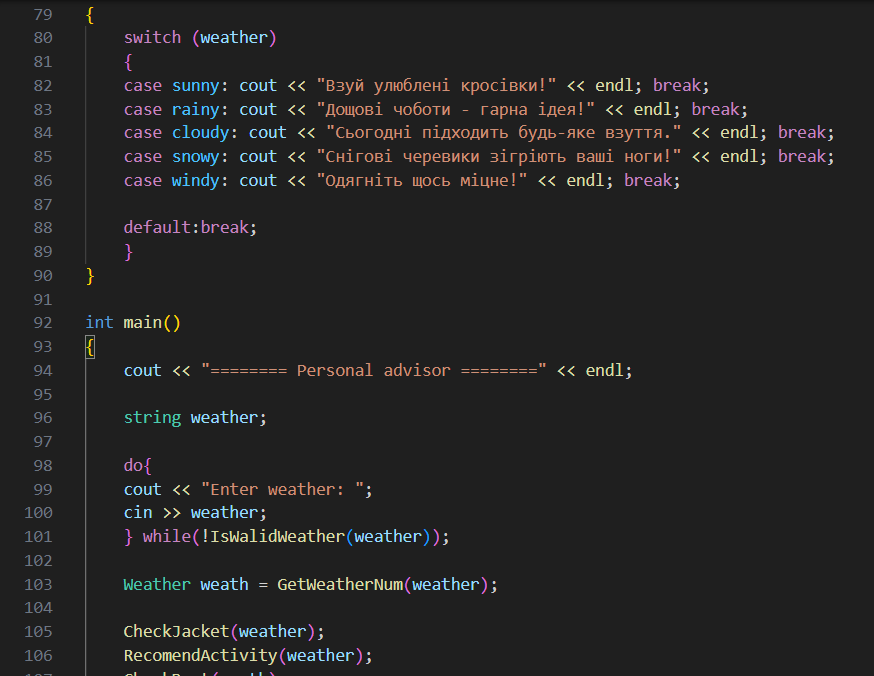 79 {
80 switch (weather)
81 {
82 case sunny: cout << "Взуй улюблені кросівки!" << endl; break;
83 case rainy: cout << "Дощові чоботи - гарна ідея!" << endl; break;
84 case cloudy: cout << "Сьогодні підходить будь-яке взуття." << endl; break;
85 case snowy: cout << "Снігові черевики зігріють ваші ноги!" << endl; break;
86 case windy: cout << "Одягніть щось міцне!" << endl; break;
87
88 default:break;
89 }
90 }
91
92 int main()
93 {
94 cout << "======== Personal advisor ========" << endl;
95
96 string weather;
97
98 do{
99 cout << "Enter weather: ";
100 cin >> weather;
101 } while(!IsWalidWeather(weather));
102
103 Weather weath = GetWeatherNum(weather);
104
105 CheckJacket(weather);
106 RecomendActivity(weather);